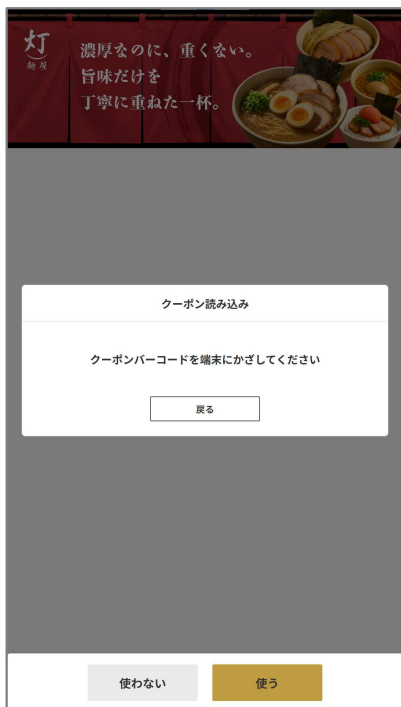 灯
麺屋
濃厚なのに、重くない。
旨味だけを
丁寧に重ねた一杯。
クーポン読み込み
クーポンバーコードを端末にかざしてください
戻る
使わない
使う